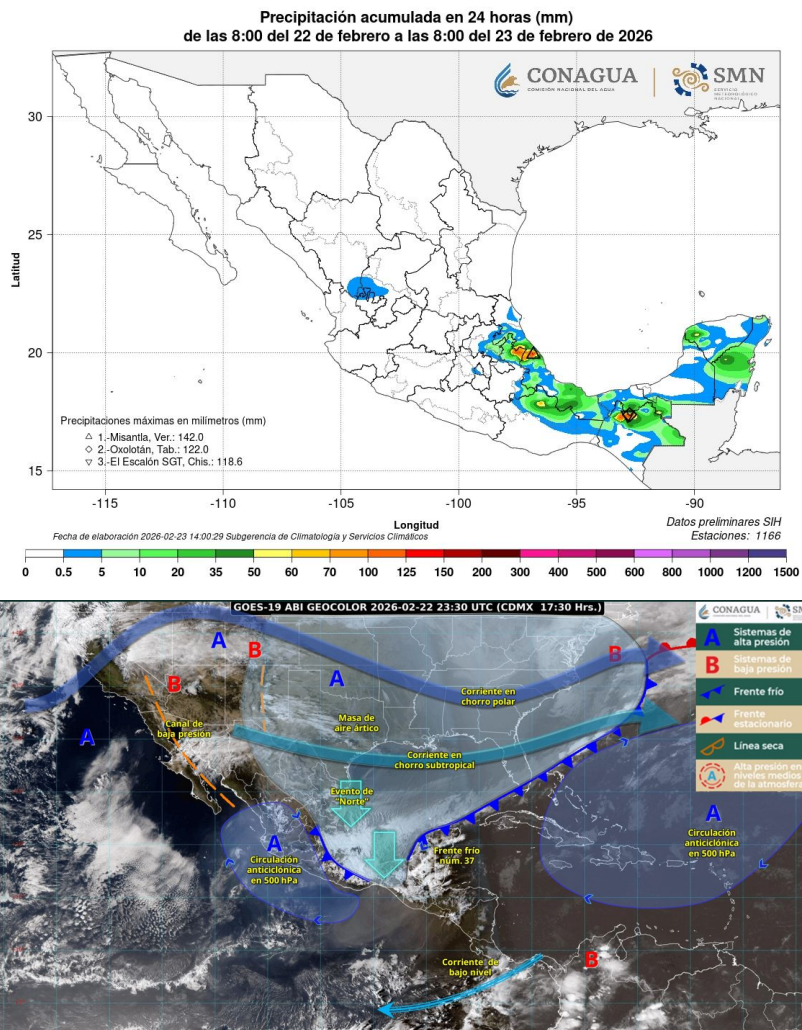 Precipitación acumulada en 24 horas (mm)
de las 8:00 del 22 de febrero a las 8:00 del 23 de febrero de 2026
CONAGUA
COMISIÓN NACIONAL DEL AGUA
SMN
SERVICIO
METEOROLÓGICO
NACIONAL
30
25
20
15
Latitud
Precipitaciones máximas en milímetros (mm)
1.-Misantla, Ver.: 142.0
2.-Oxolotán, Tab.: 122.0
3.-El Escalón SGT, Chis.: 118.6
-115 -110 -105 -100 -95 -90
Longitud
Datos preliminares SIH
Estaciones: 1166
Fecha de elaboración 2026-02-23 14:00:29 Subgerencia de Climatología y Servicios Climáticos
0 0.5 5 10 20 35 50 60 70 100 125 150 200 300 400 500 600 800 1000 1200 1500
GOES-19 ABI GEOCOLOR 2026-02-22 23:30 UTC (CDMX 17:30 Hrs.)
CONAGUA
A
Sistemas de
alta presión
B
Sistemas de
baja presión
Frente frío
Frente
estacionario
Línea seca
A
Alta presión en
niveles medios
de la atmósfera
A
B
A
B
B
A
Corriente en
chorro polar
Canal de
baja presión
Masa de
aire ártico
Corriente en
chorro subtropical
Evento de
"Norte"
A
Circulación
anticiclónica
en 500 hPa
A
Circulación
anticiclónica
en 500 hPa
Frente frío
núm. 37
Corriente de
bajo nivel
B